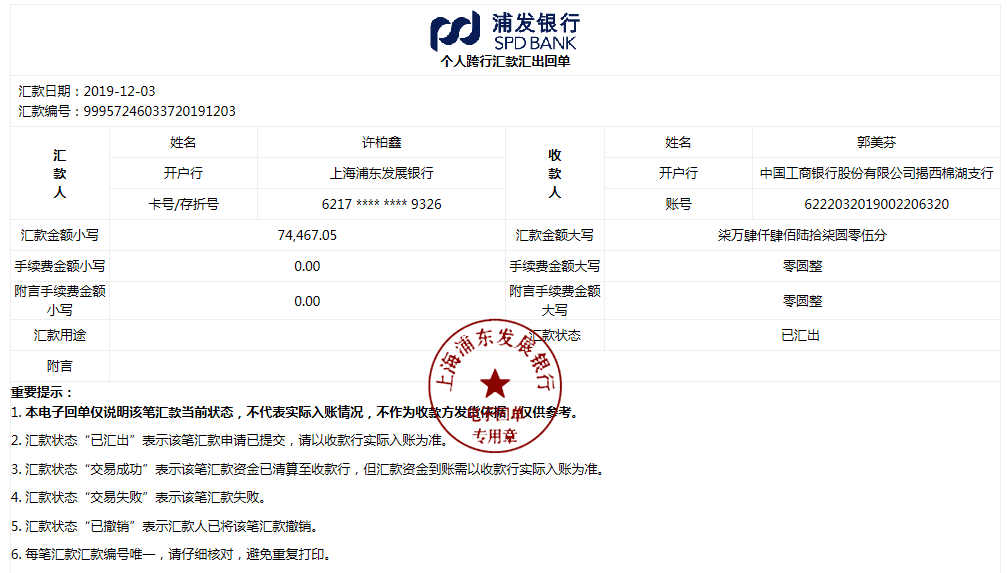 浦发银行
SPD BANK
个人跨行汇款汇出回单
汇款日期：2019-12-03
汇款编号：99957246033720191203
汇款人 姓名 许柏鑫 收款人 姓名 郭美芬
开户行 上海浦东发展银行 开户行 中国工商银行股份有限公司揭西棉湖支行
卡号/存折号 6217 **** **** 9326 账号 6222032019002206320
汇款金额小写 74,467.05 汇款金额大写 柒万肆仟肆佰陆拾柒圆零伍分
手续费金额小写 0.00 手续费金额大写 零圆整
附言手续费金额小写 0.00 附言手续费金额大写 零圆整
汇款用途 汇款状态 已汇出
附言
上海浦东发展银行
电子回单
专用章
重要提示：
1. 本电子回单仅说明该笔汇款当前状态，不代表实际入账情况，不作为收款方发货依据，仅供参考。
2. 汇款状态“已汇出”表示该笔汇款申请已提交，请以收款行实际入账为准。
3. 汇款状态“交易成功”表示该笔汇款资金已清算至收款行，但汇款资金到账需以收款行实际入账为准。
4. 汇款状态“交易失败”表示该笔汇款失败。
5. 汇款状态“已撤销”表示汇款人已将该笔汇款撤销。
6. 每笔汇款汇款编号唯一，请仔细核对，避免重复打印。